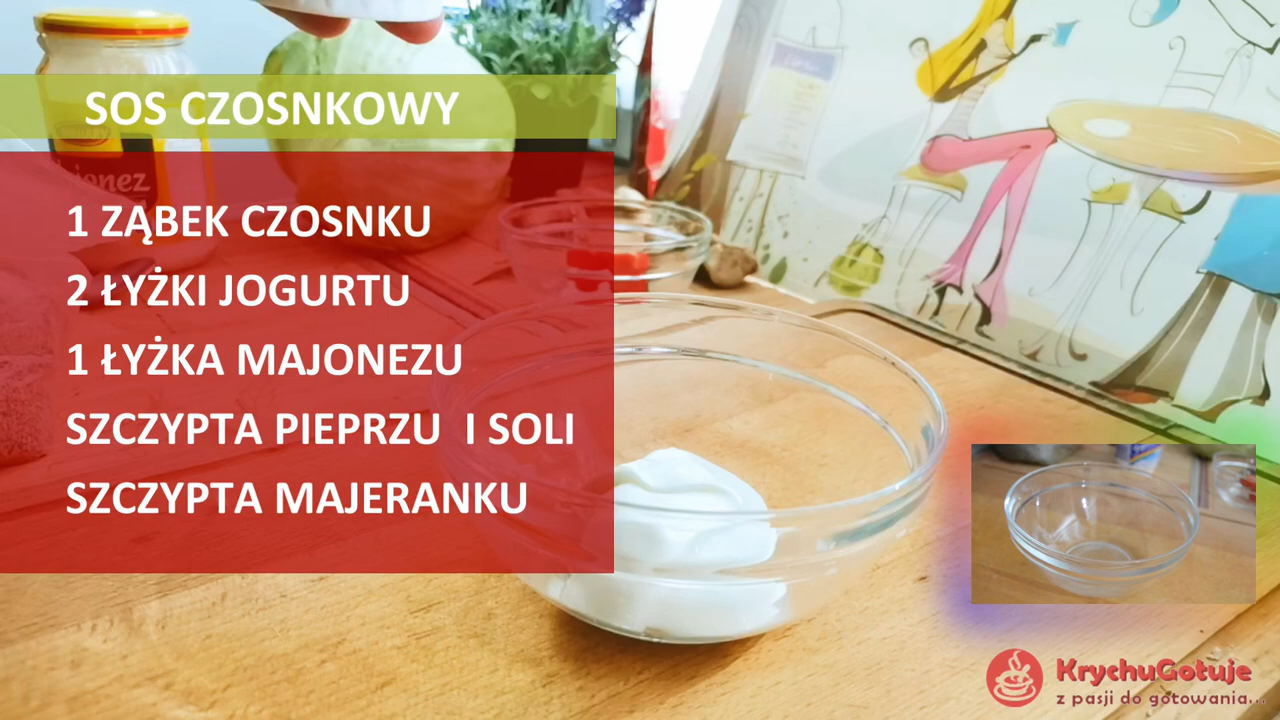 SOS CZOSNKOWY
1 ZĄBEK CZOSNKU
2 ŁYŻKI JOGURTU
1 ŁYŻKA MAJONEZU
SZCZYPTA PIEPRZU I SOLI
SZCZYPTA MAJERANKU
KrychuGotuje
z pasji do gotowania...